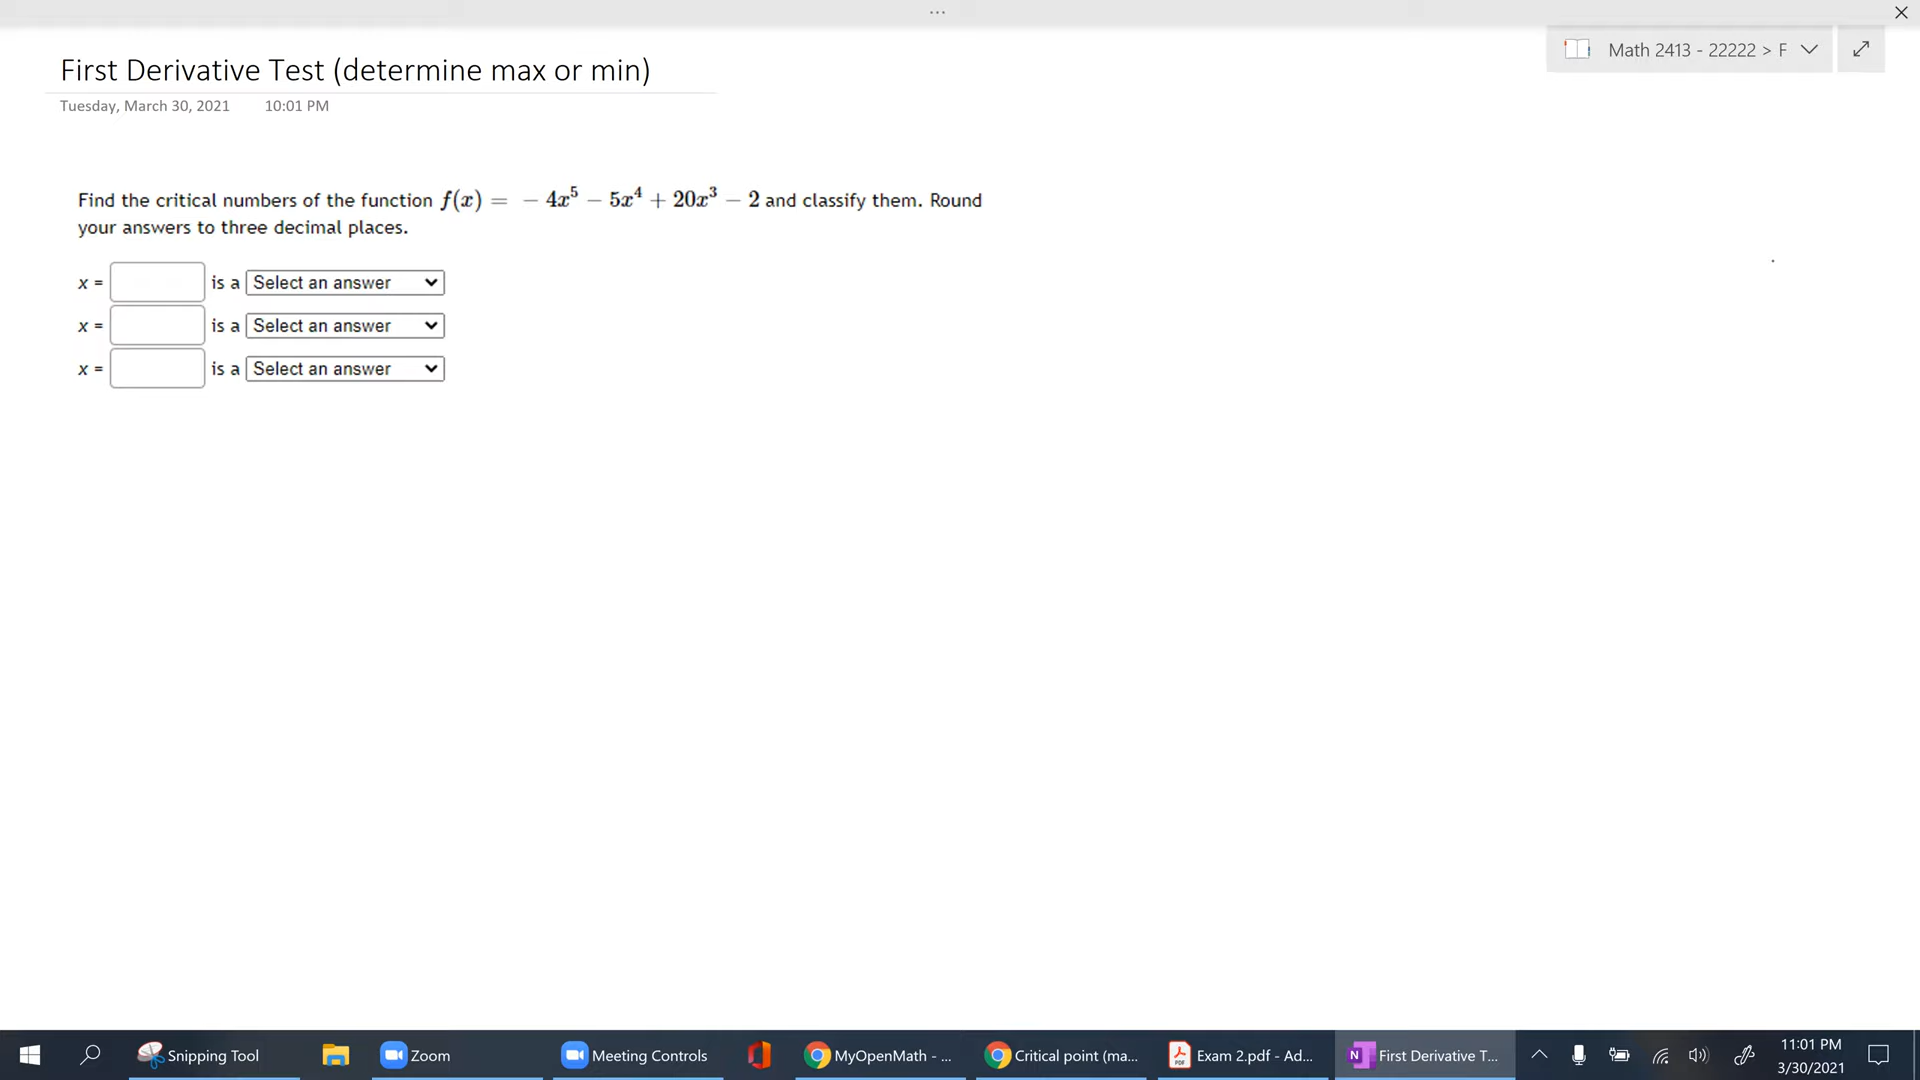 ...
Math 2413 - 22222 > F
First Derivative Test (determine max or min)
Tuesday, March 30, 2021 10:01 PM
Find the critical numbers of the function f(x) = − 4x⁵ − 5x⁴ + 20x³ − 2 and classify them. Round
your answers to three decimal places.
x = is a Select an answer
x = is a Select an answer
x = is a Select an answer
Snipping Tool Zoom Meeting Controls MyOpenMath - ... Critical point (ma... Exam 2.pdf - Ad... First Derivative T... 11:01 PM
3/30/2021